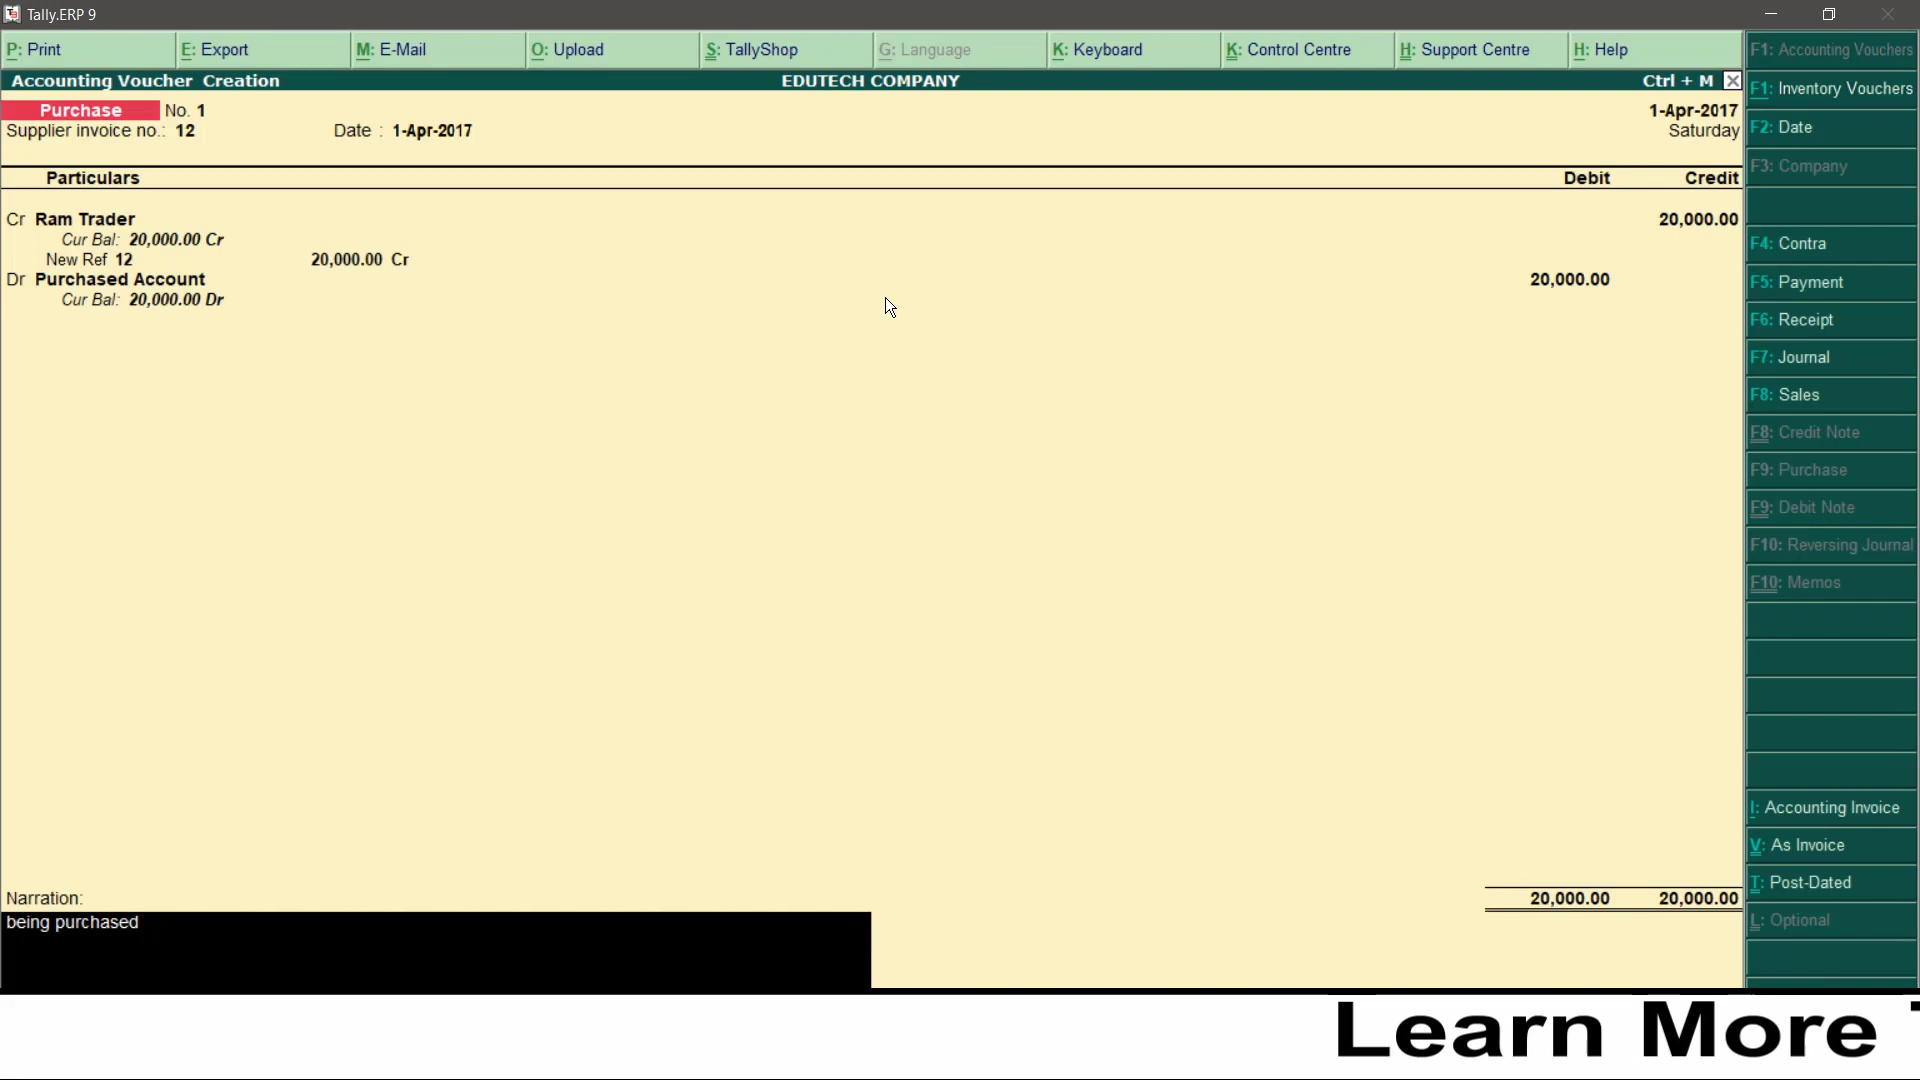 Tally.ERP 9
P: Print E: Export M: E-Mail O: Upload S: TallyShop G: Language K: Keyboard K: Control Centre H: Support Centre H: Help
Accounting Voucher Creation EDUTECH COMPANY Ctrl + M
Purchase No. 1 1-Apr-2017
Supplier invoice no.: 12 Date : 1-Apr-2017 Saturday
Particulars Debit Credit
Cr Ram Trader 20,000.00
Cur Bal: 20,000.00 Cr
New Ref 12 20,000.00 Cr
Dr Purchased Account 20,000.00
Cur Bal: 20,000.00 Dr
Narration: 20,000.00 20,000.00
being purchased
F1: Accounting Vouchers
F1: Inventory Vouchers
F2: Date
F3: Company
F4: Contra
F5: Payment
F6: Receipt
F7: Journal
F8: Sales
F8: Credit Note
F9: Purchase
F9: Debit Note
F10: Reversing Journal
F10: Memos
I: Accounting Invoice
V: As Invoice
T: Post-Dated
L: Optional
Learn More